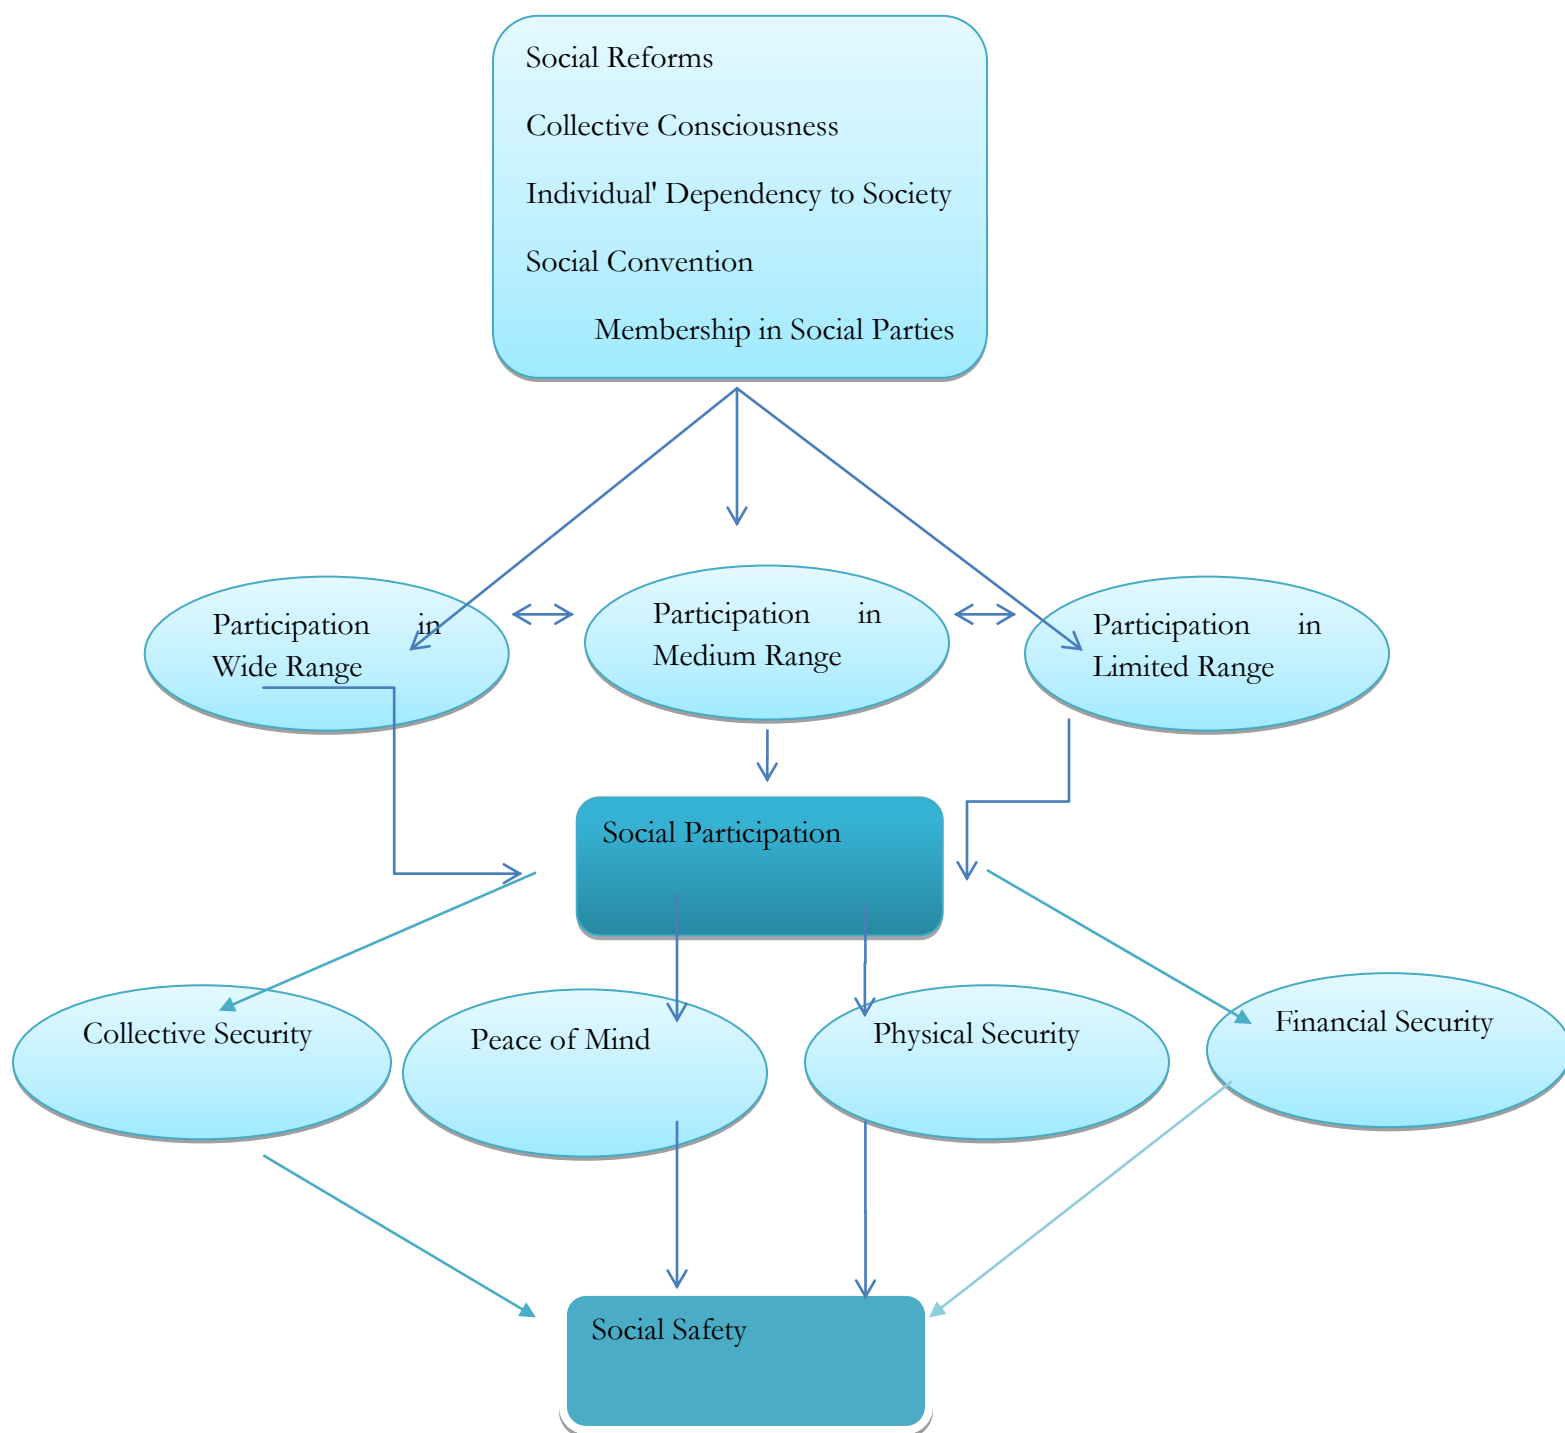 Social Reforms
Collective Consciousness
Individual' Dependency to Society
Social Convention
Membership in Social Parties
Participation in
Wide Range
Participation in
Medium Range
Participation in
Limited Range
Social Participation
Collective Security
Peace of Mind
Physical Security
Financial Security
Social Safety